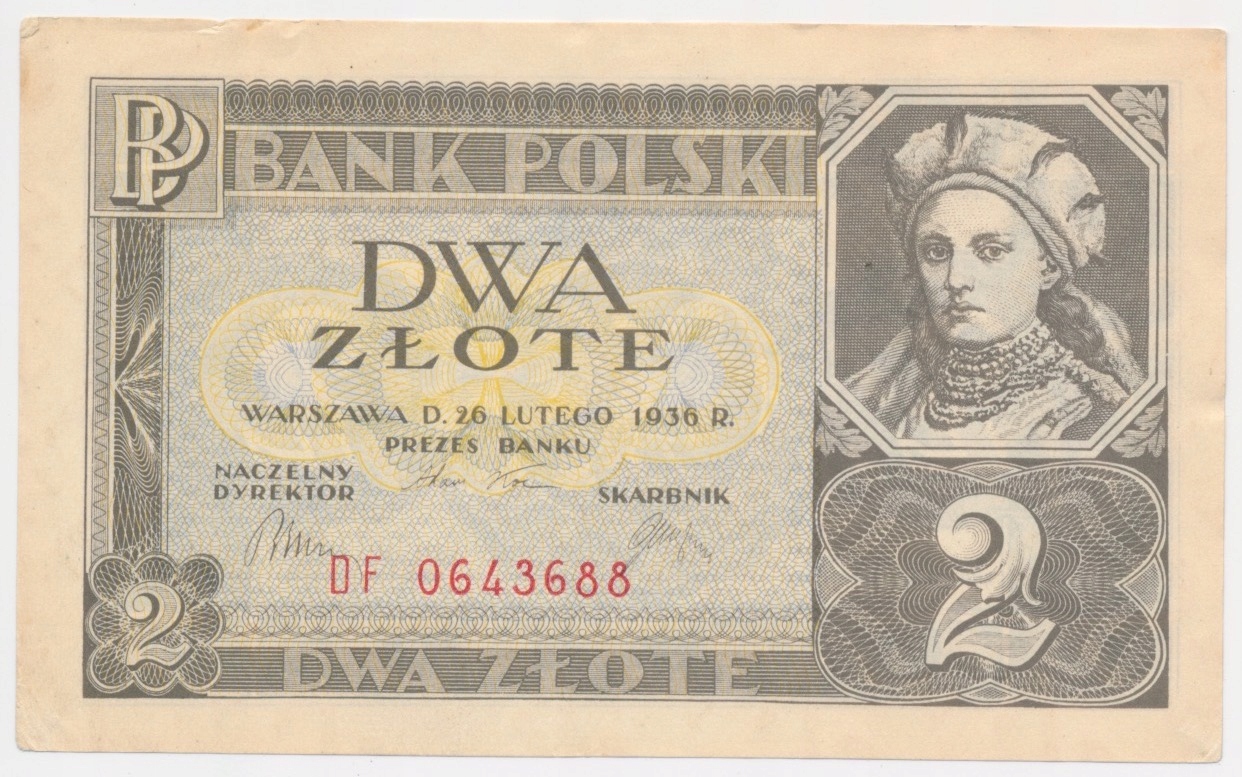 BP
BANK POLSKI
DWA
ZŁOTE
WARSZAWA D. 26 LUTEGO 1936 R.
PREZES BANKU
NACZELNY
DYREKTOR
SKARBNIK
DF 0643688
2
2
DWA ZŁOTE